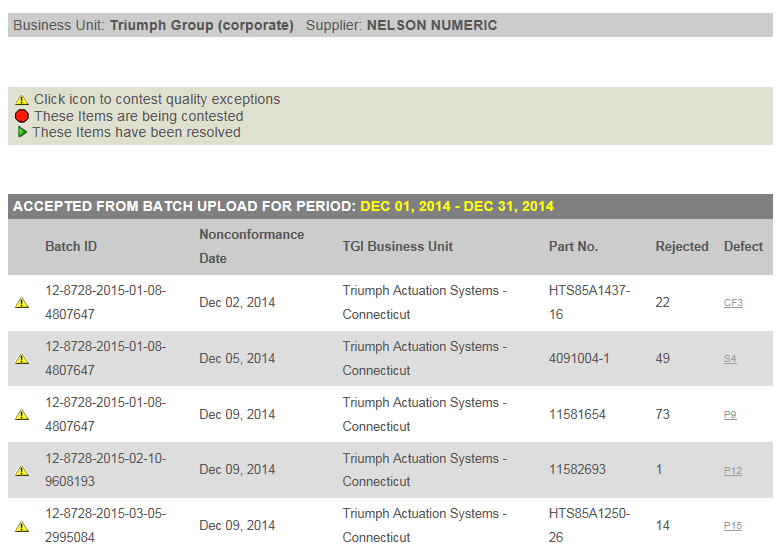 Business Unit: Triumph Group (corporate) Supplier: NELSON NUMERIC
Click icon to contest quality exceptions
These Items are being contested
These Items have been resolved
ACCEPTED FROM BATCH UPLOAD FOR PERIOD: DEC 01, 2014 - DEC 31, 2014
Batch ID Nonconformance Date TGI Business Unit Part No. Rejected Defect
12-8728-2015-01-08-4807647 Dec 02, 2014 Triumph Actuation Systems - Connecticut HTS85A1437-16 22 CF3
12-8728-2015-01-08-4807647 Dec 05, 2014 Triumph Actuation Systems - Connecticut 4091004-1 49 S4
12-8728-2015-01-08-4807647 Dec 09, 2014 Triumph Actuation Systems - Connecticut 11581654 73 P9
12-8728-2015-02-10-9608193 Dec 09, 2014 Triumph Actuation Systems - Connecticut 11582693 1 P12
12-8728-2015-03-05-2995084 Dec 09, 2014 Triumph Actuation Systems - Connecticut HTS85A1250-26 14 P15